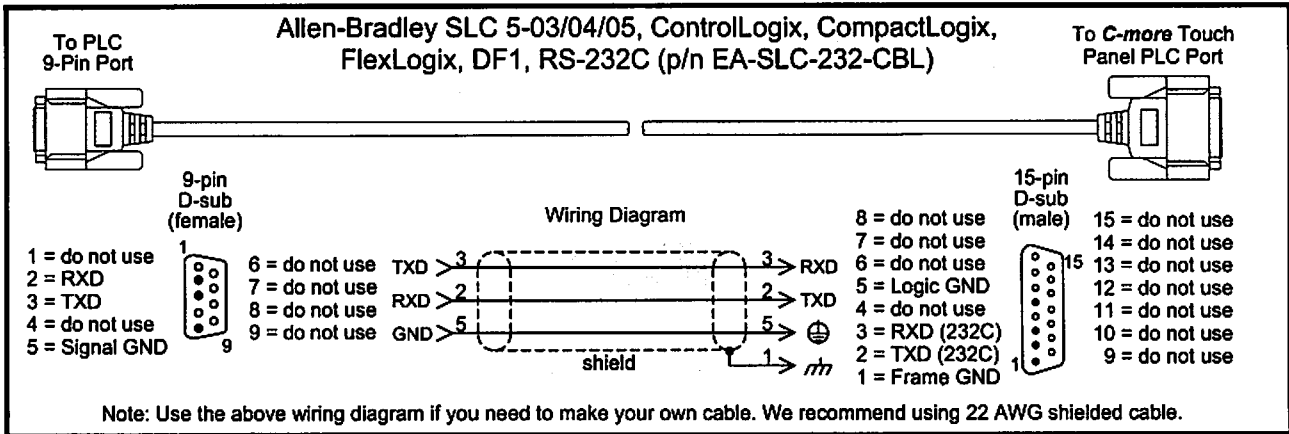 To PLC
9-Pin Port
Allen-Bradley SLC 5-03/04/05, ControlLogix, CompactLogix,
FlexLogix, DF1, RS-232C (p/n EA-SLC-232-CBL)
To C-more Touch
Panel PLC Port
9-pin
D-sub
(female)
1
9
1 = do not use
2 = RXD
3 = TXD
4 = do not use
5 = Signal GND
6 = do not use
7 = do not use
8 = do not use
9 = do not use
Wiring Diagram
TXD 3 3 RXD
RXD 2 2 TXD
GND 5 5
shield 1
8 = do not use
7 = do not use
6 = do not use
5 = Logic GND
4 = do not use
3 = RXD (232C)
2 = TXD (232C)
1 = Frame GND
15-pin
D-sub
(male)
15
1
15 = do not use
14 = do not use
13 = do not use
12 = do not use
11 = do not use
10 = do not use
9 = do not use
Note: Use the above wiring diagram if you need to make your own cable. We recommend using 22 AWG shielded cable.